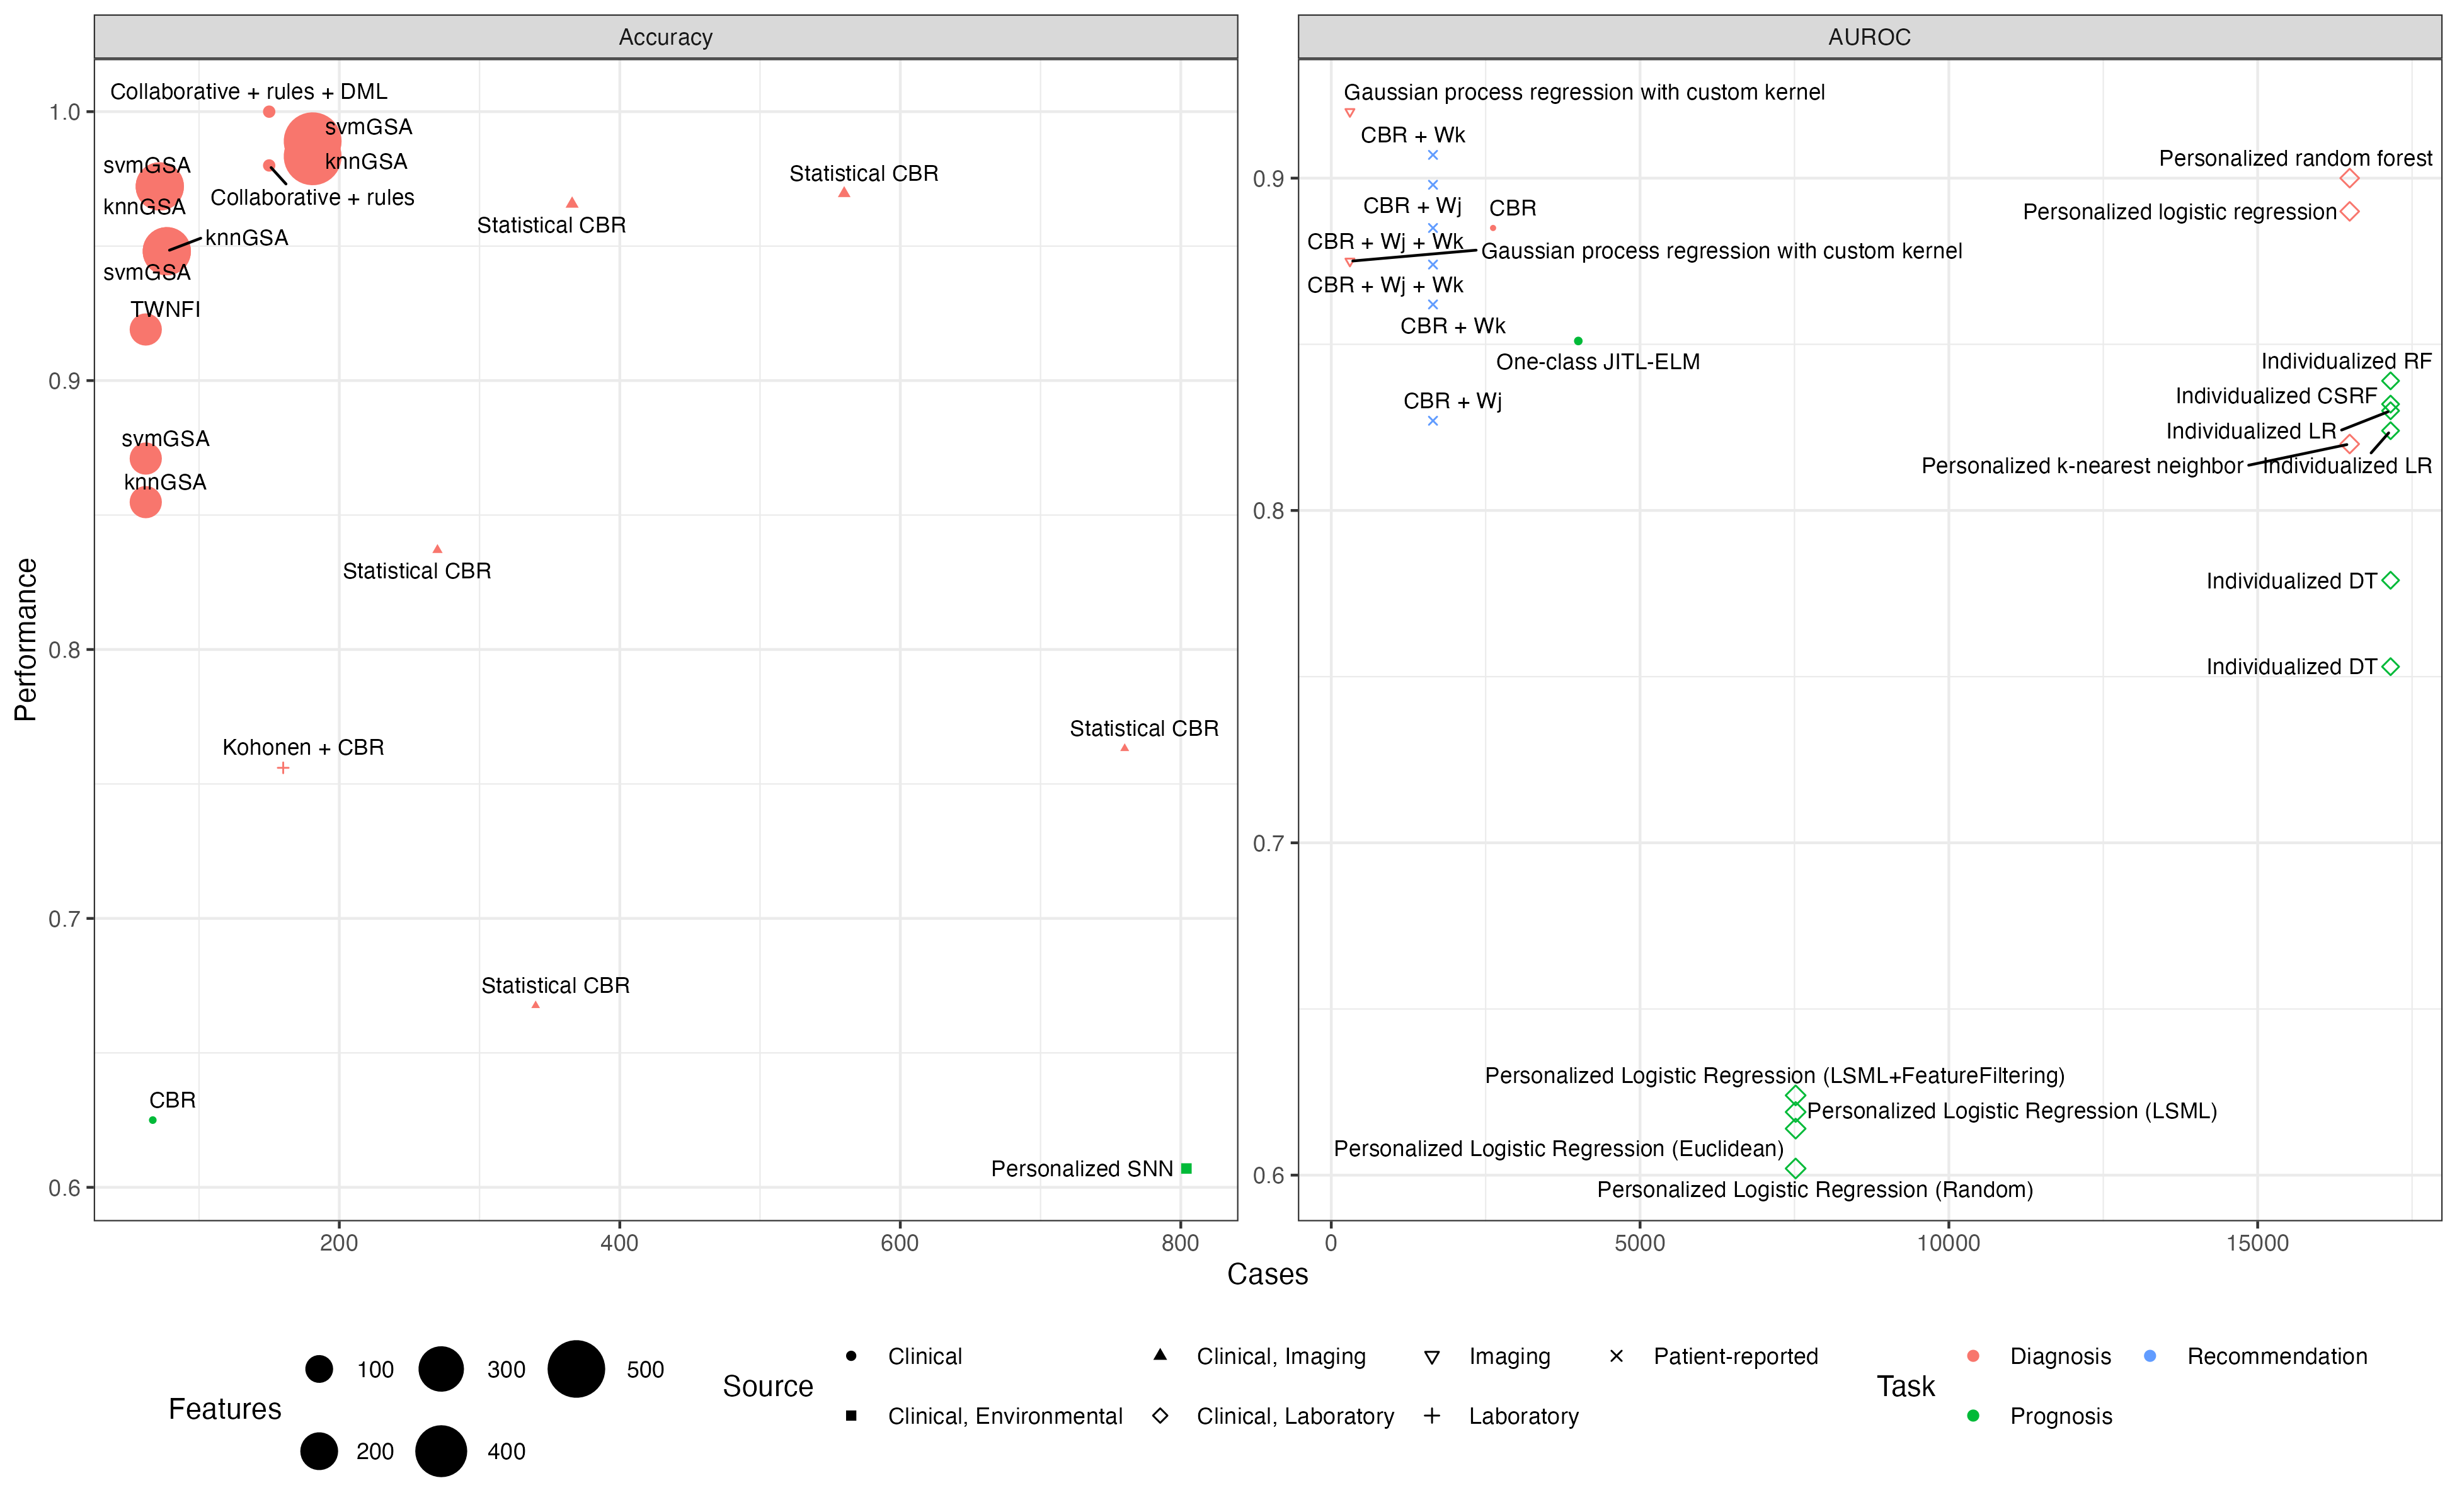 Accuracy
AUROC
Performance
1.0
0.9
0.8
0.7
0.6
Collaborative + rules + DML
svmGSA
knnGSA
svmGSA
knnGSA
Collaborative + rules
Statistical CBR
Statistical CBR
knnGSA
svmGSA
TWNFI
svmGSA
knnGSA
Statistical CBR
Statistical CBR
Kohonen + CBR
Statistical CBR
CBR
Personalized SNN
200
400
600
800
0.9
0.8
0.7
0.6
Gaussian process regression with custom kernel
CBR + Wk
Personalized random forest
CBR + Wj
CBR
Personalized logistic regression
CBR + Wj + Wk
Gaussian process regression with custom kernel
CBR + Wj + Wk
CBR + Wk
One-class JITL-ELM
Individualized RF
CBR + Wj
Individualized CSRF
Individualized LR
Personalized k-nearest neighbor
Individualized LR
Individualized DT
Individualized DT
Personalized Logistic Regression (LSML+FeatureFiltering)
Personalized Logistic Regression (LSML)
Personalized Logistic Regression (Euclidean)
Personalized Logistic Regression (Random)
0
5000
10000
15000
Cases
Features
100
300
500
200
400
Source
Clinical
Clinical, Imaging
Imaging
Patient-reported
Clinical, Environmental
Clinical, Laboratory
Laboratory
Task
Diagnosis
Recommendation
Prognosis